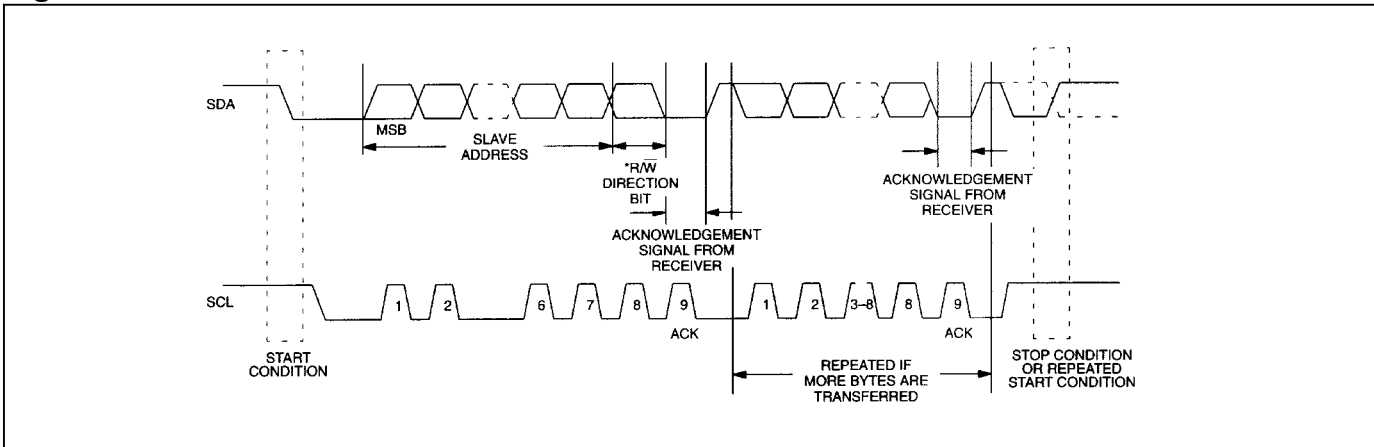 SDA
MSB
SLAVE
ADDRESS
*R/W̅
DIRECTION
BIT
ACKNOWLEDGEMENT
SIGNAL FROM
RECEIVER
ACKNOWLEDGEMENT
SIGNAL FROM
RECEIVER
SCL
1 2 6 7 8 9 1 2 3–8 8 9
ACK ACK
START
CONDITION
REPEATED IF
MORE BYTES ARE
TRANSFERRED
STOP CONDITION
OR REPEATED
START CONDITION